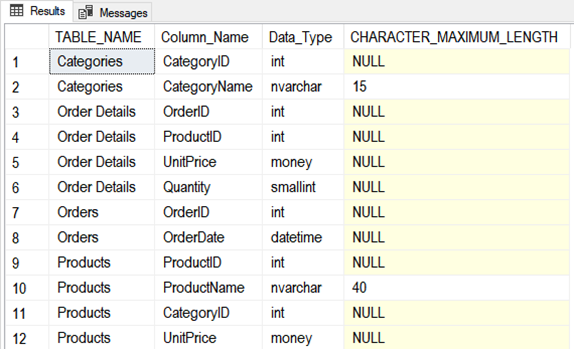 Results Messages
TABLE_NAME Column_Name Data_Type CHARACTER_MAXIMUM_LENGTH
1 Categories CategoryID int NULL
2 Categories CategoryName nvarchar 15
3 Order Details OrderID int NULL
4 Order Details ProductID int NULL
5 Order Details UnitPrice money NULL
6 Order Details Quantity smallint NULL
7 Orders OrderID int NULL
8 Orders OrderDate datetime NULL
9 Products ProductID int NULL
10 Products ProductName nvarchar 40
11 Products CategoryID int NULL
12 Products UnitPrice money NULL